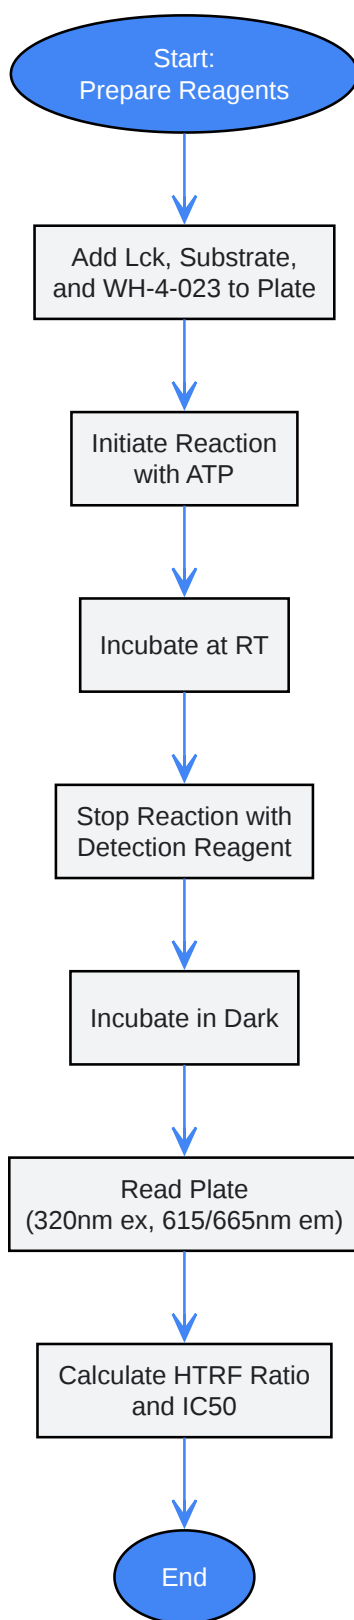 Start:
Prepare Reagents
Add Lck, Substrate,
and WH-4-023 to Plate
Initiate Reaction
with ATP
Incubate at RT
Stop Reaction with
Detection Reagent
Incubate in Dark
Read Plate
(320nm ex, 615/665nm em)
Calculate HTRF Ratio
and IC50
End